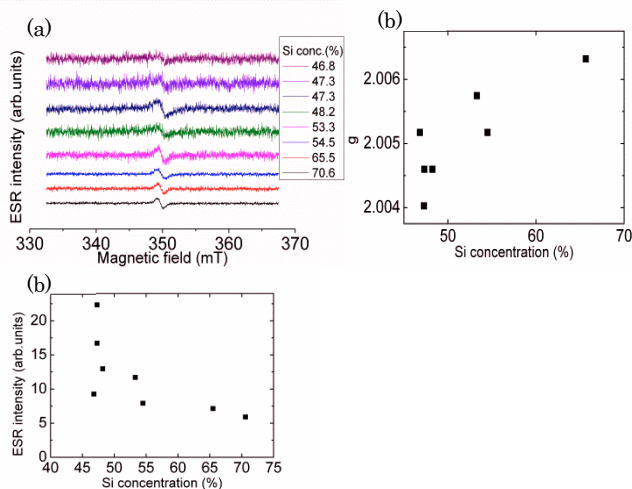 (a)
Si conc.(%)
46.8
47.3
47.3
48.2
53.3
54.5
65.5
70.6
ESR intensity (arb.units)
330 340 350 360 370
Magnetic field (mT)
(b)
2.006
2.005
2.004
g
50 60 70
Si concentration (%)
(b)
20
15
10
5
0
ESR intensity (arb.units)
40 45 50 55 60 65 70 75
Si concentration (%)